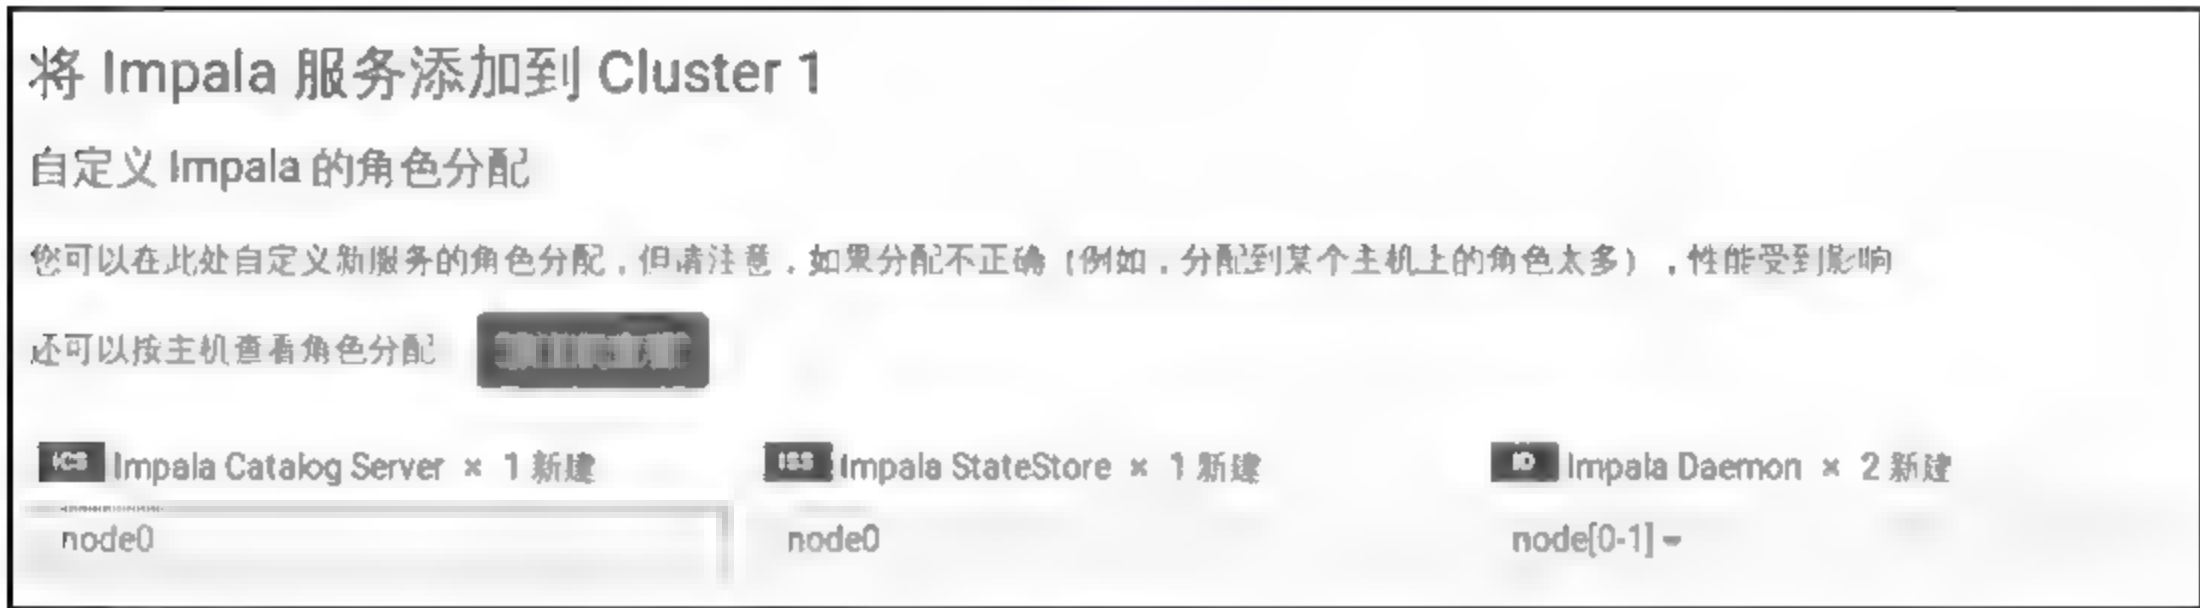 将 Impala 服务添加到 Cluster 1
自定义 Impala 的角色分配
您可以在此处自定义新服务的角色分配，但请注意，如果分配不正确（例如，分配到某个主机上的角色太多），性能受到影响
还可以按主机查看角色分配
ICS Impala Catalog Server × 1 新建
ISS Impala StateStore × 1 新建
ID Impala Daemon × 2 新建
node0
node0
node[0-1]